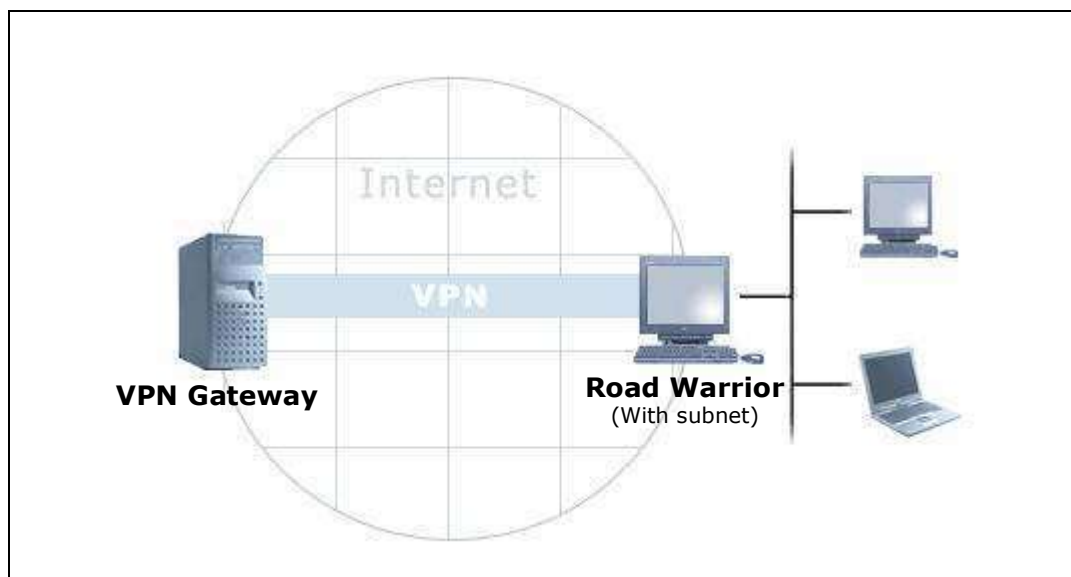 Internet
VPN
VPN Gateway
Road Warrior
(With subnet)